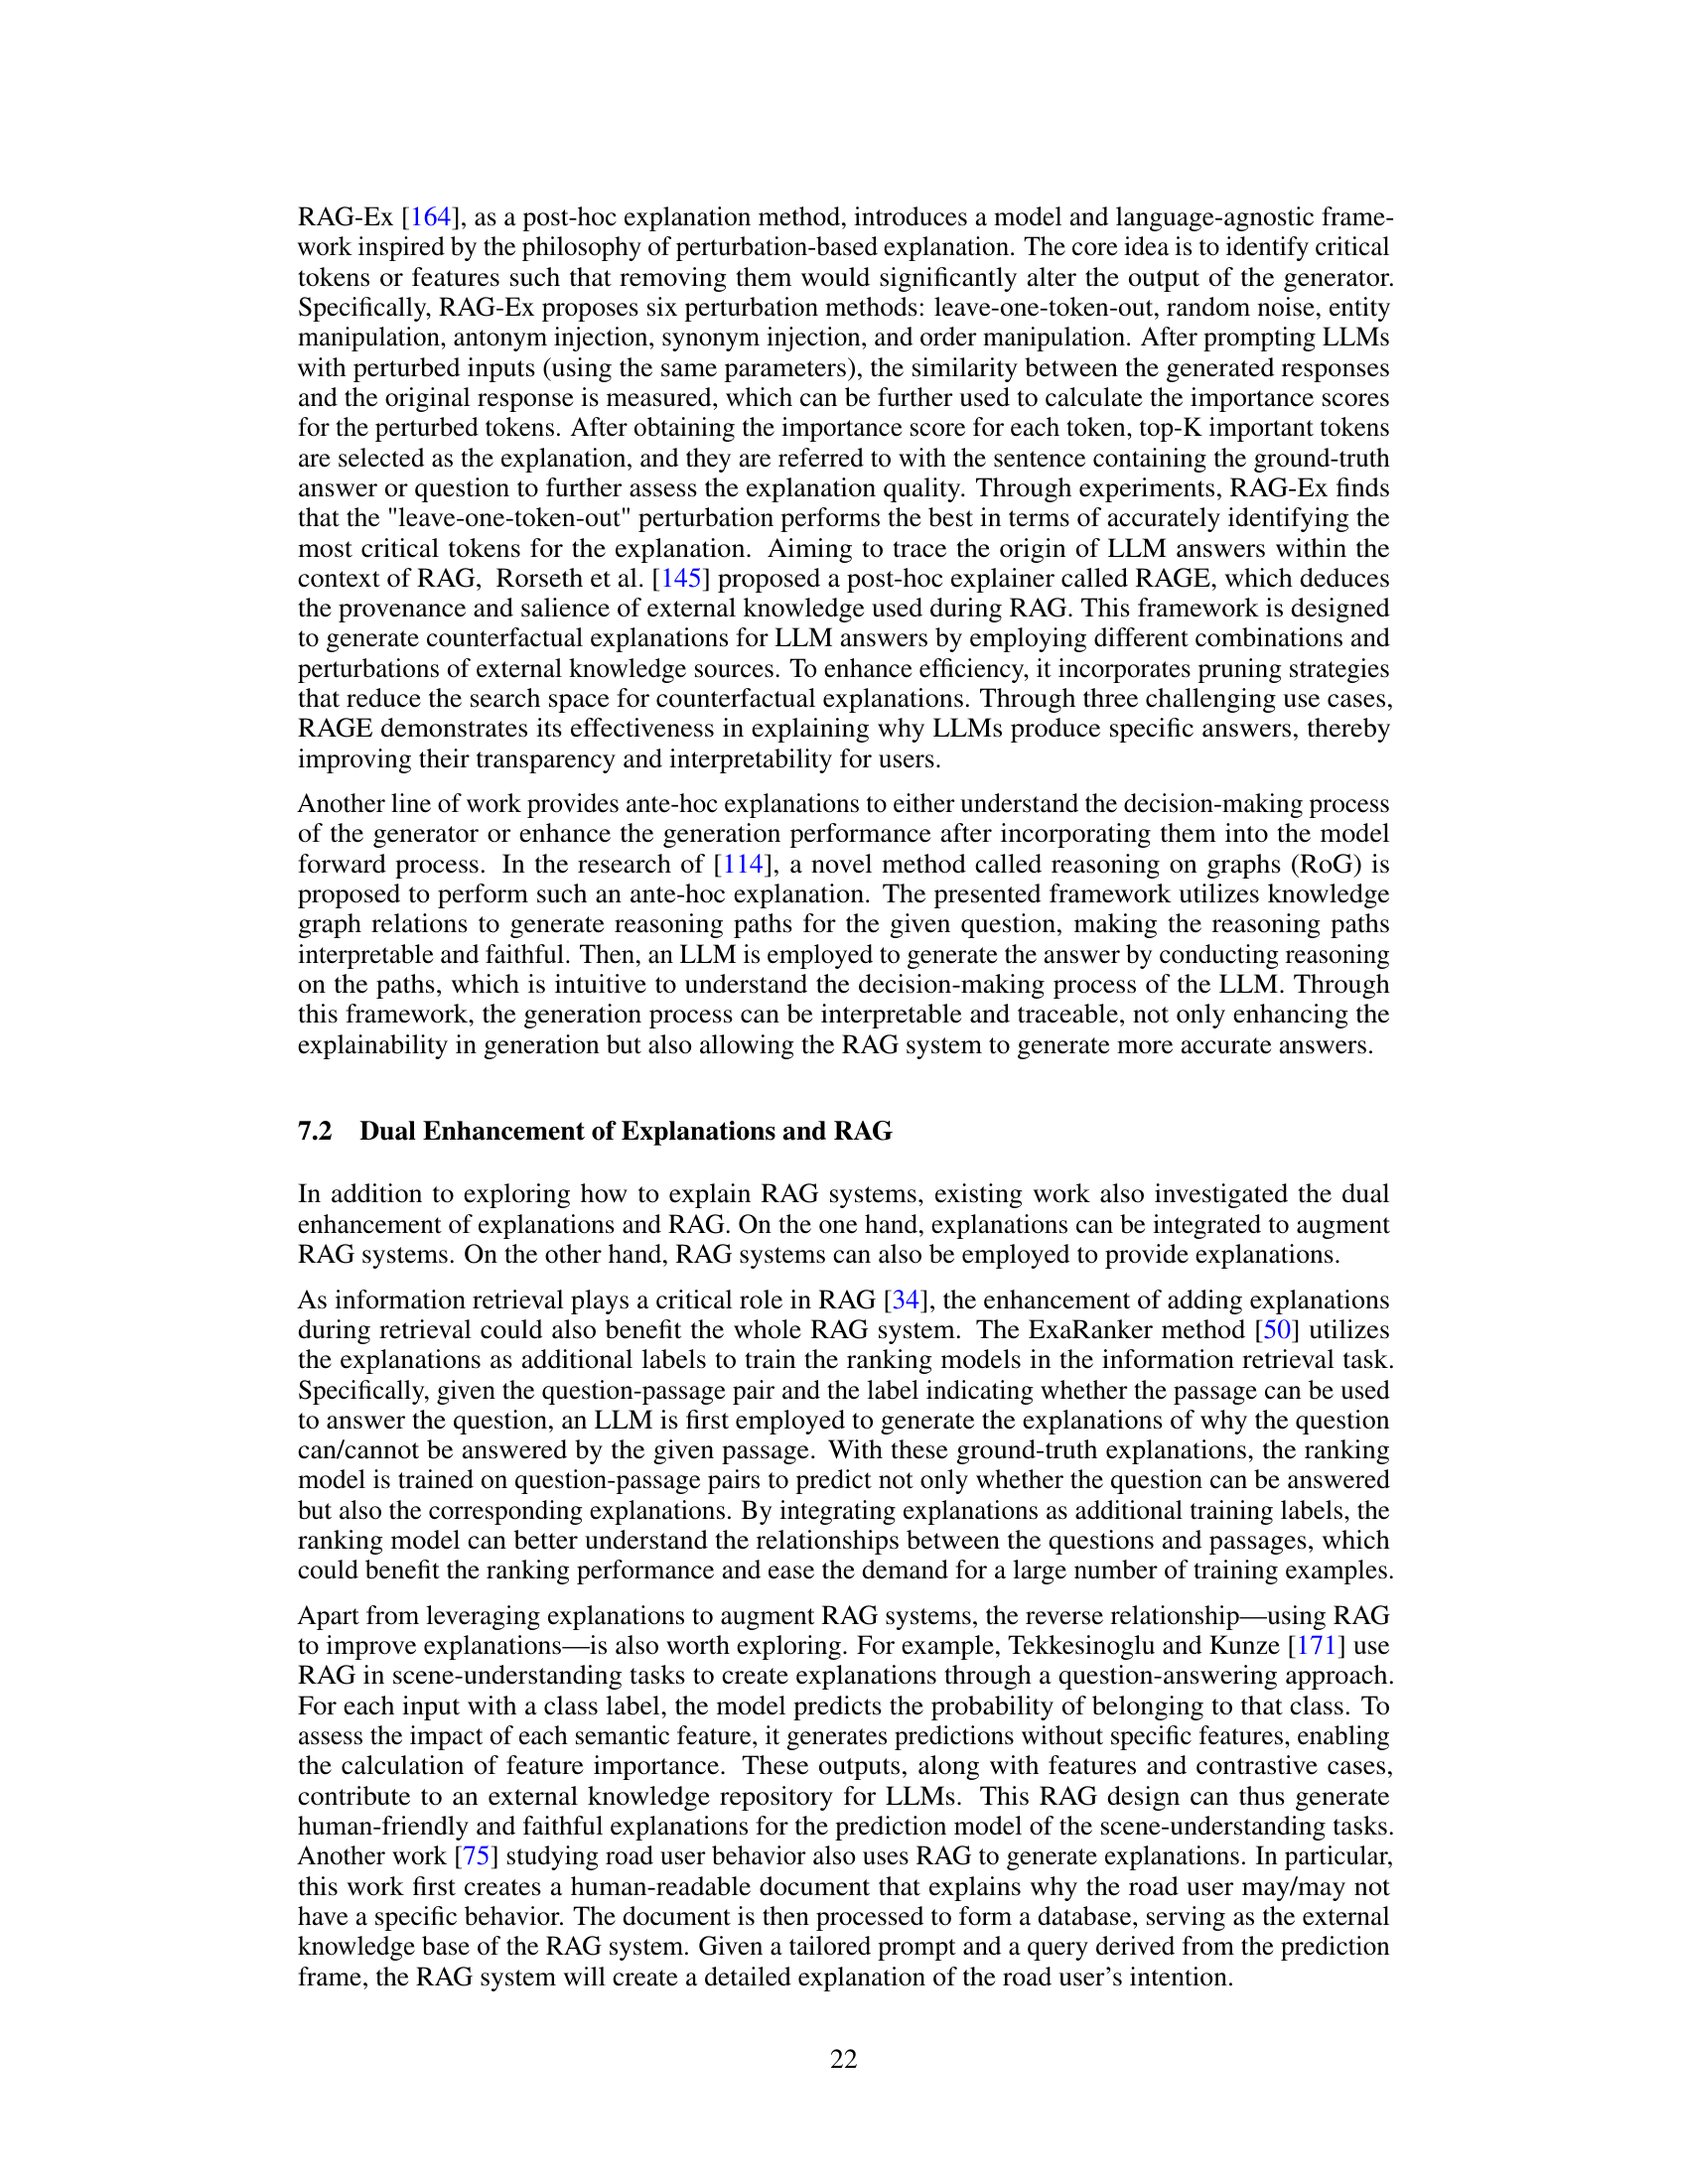 RAG-Ex [164], as a post-hoc explanation method, introduces a model and language-agnostic frame-
work inspired by the philosophy of perturbation-based explanation. The core idea is to identify critical
tokens or features such that removing them would significantly alter the output of the generator.
Specifically, RAG-Ex proposes six perturbation methods: leave-one-token-out, random noise, entity
manipulation, antonym injection, synonym injection, and order manipulation. After prompting LLMs
with perturbed inputs (using the same parameters), the similarity between the generated responses
and the original response is measured, which can be further used to calculate the importance scores
for the perturbed tokens. After obtaining the importance score for each token, top-K important tokens
are selected as the explanation, and they are referred to with the sentence containing the ground-truth
answer or question to further assess the explanation quality. Through experiments, RAG-Ex finds
that the "leave-one-token-out" perturbation performs the best in terms of accurately identifying the
most critical tokens for the explanation. Aiming to trace the origin of LLM answers within the
context of RAG, Rorseth et al. [145] proposed a post-hoc explainer called RAGE, which deduces
the provenance and salience of external knowledge used during RAG. This framework is designed
to generate counterfactual explanations for LLM answers by employing different combinations and
perturbations of external knowledge sources. To enhance efficiency, it incorporates pruning strategies
that reduce the search space for counterfactual explanations. Through three challenging use cases,
RAGE demonstrates its effectiveness in explaining why LLMs produce specific answers, thereby
improving their transparency and interpretability for users.
Another line of work provides ante-hoc explanations to either understand the decision-making process
of the generator or enhance the generation performance after incorporating them into the model
forward process. In the research of [114], a novel method called reasoning on graphs (RoG) is
proposed to perform such an ante-hoc explanation. The presented framework utilizes knowledge
graph relations to generate reasoning paths for the given question, making the reasoning paths
interpretable and faithful. Then, an LLM is employed to generate the answer by conducting reasoning
on the paths, which is intuitive to understand the decision-making process of the LLM. Through
this framework, the generation process can be interpretable and traceable, not only enhancing the
explainability in generation but also allowing the RAG system to generate more accurate answers.
7.2 Dual Enhancement of Explanations and RAG
In addition to exploring how to explain RAG systems, existing work also investigated the dual
enhancement of explanations and RAG. On the one hand, explanations can be integrated to augment
RAG systems. On the other hand, RAG systems can also be employed to provide explanations.
As information retrieval plays a critical role in RAG [34], the enhancement of adding explanations
during retrieval could also benefit the whole RAG system. The ExaRanker method [50] utilizes
the explanations as additional labels to train the ranking models in the information retrieval task.
Specifically, given the question-passage pair and the label indicating whether the passage can be used
to answer the question, an LLM is first employed to generate the explanations of why the question
can/cannot be answered by the given passage. With these ground-truth explanations, the ranking
model is trained on question-passage pairs to predict not only whether the question can be answered
but also the corresponding explanations. By integrating explanations as additional training labels, the
ranking model can better understand the relationships between the questions and passages, which
could benefit the ranking performance and ease the demand for a large number of training examples.
Apart from leveraging explanations to augment RAG systems, the reverse relationship—using RAG
to improve explanations—is also worth exploring. For example, Tekkesinoglu and Kunze [171] use
RAG in scene-understanding tasks to create explanations through a question-answering approach.
For each input with a class label, the model predicts the probability of belonging to that class. To
assess the impact of each semantic feature, it generates predictions without specific features, enabling
the calculation of feature importance. These outputs, along with features and contrastive cases,
contribute to an external knowledge repository for LLMs. This RAG design can thus generate
human-friendly and faithful explanations for the prediction model of the scene-understanding tasks.
Another work [75] studying road user behavior also uses RAG to generate explanations. In particular,
this work first creates a human-readable document that explains why the road user may/may not
have a specific behavior. The document is then processed to form a database, serving as the external
knowledge base of the RAG system. Given a tailored prompt and a query derived from the prediction
frame, the RAG system will create a detailed explanation of the road user's intention.
22